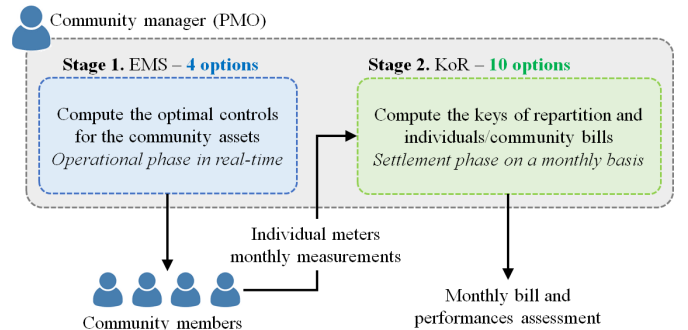 Community manager (PMO)
Stage 1. EMS – 4 options
Compute the optimal controls
for the community assets
Operational phase in real-time
Stage 2. KoR – 10 options
Compute the keys of repartition and
individuals/community bills
Settlement phase on a monthly basis
Individual meters
monthly measurements
Community members
Monthly bill and
performances assessment